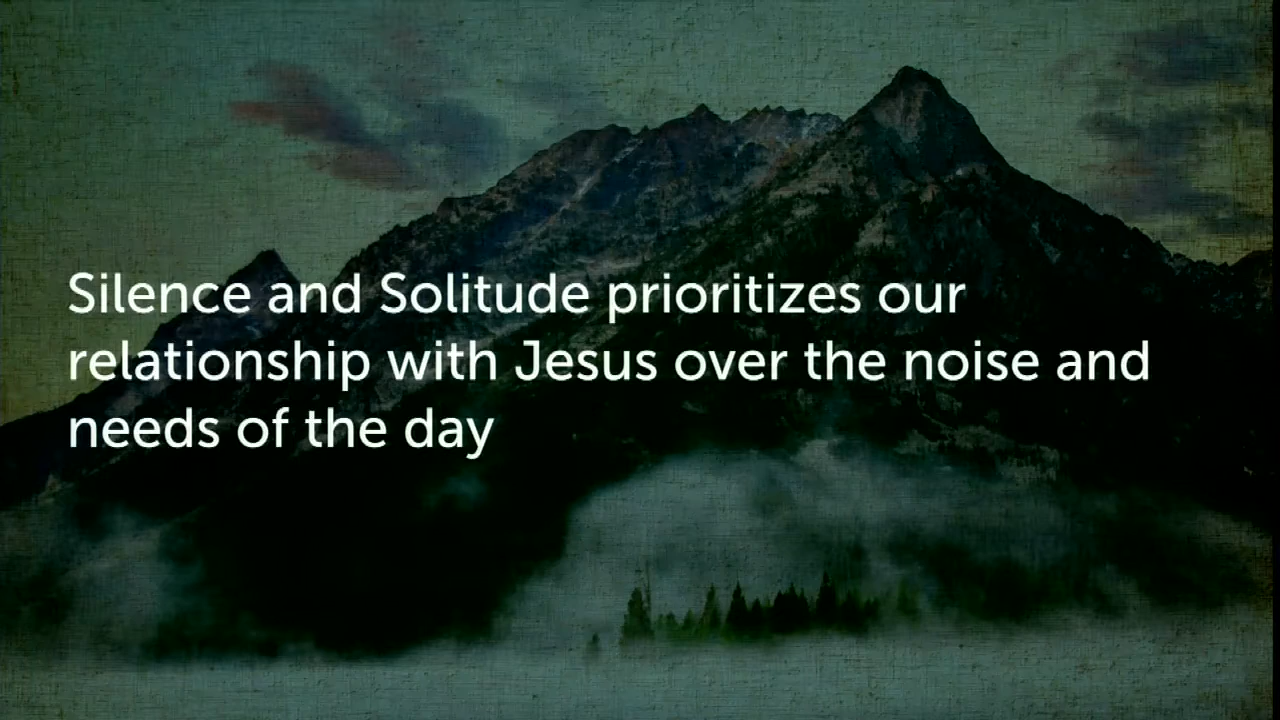 Silence and Solitude prioritizes our
relationship with Jesus over the noise and
needs of the day